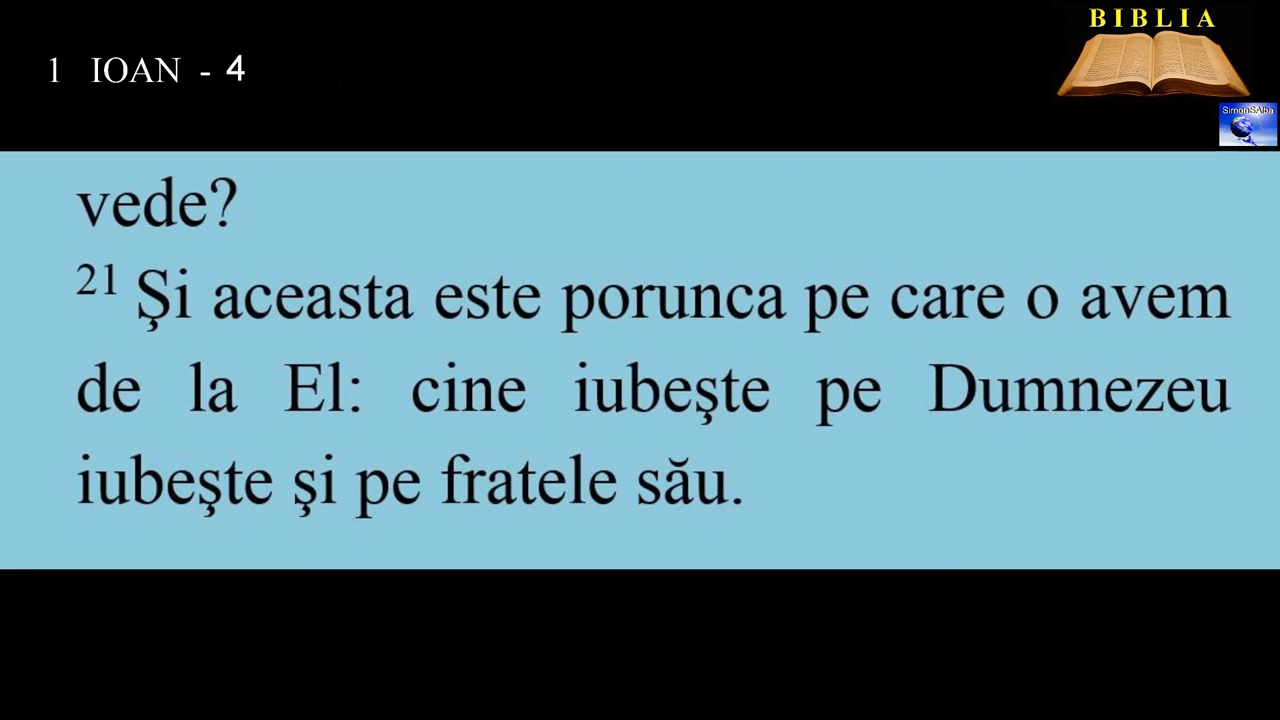 BIBLIA
1 IOAN - 4
SimonSAlba
vede?
21 Şi aceasta este porunca pe care o avem
de la El: cine iubeşte pe Dumnezeu
iubeşte şi pe fratele său.